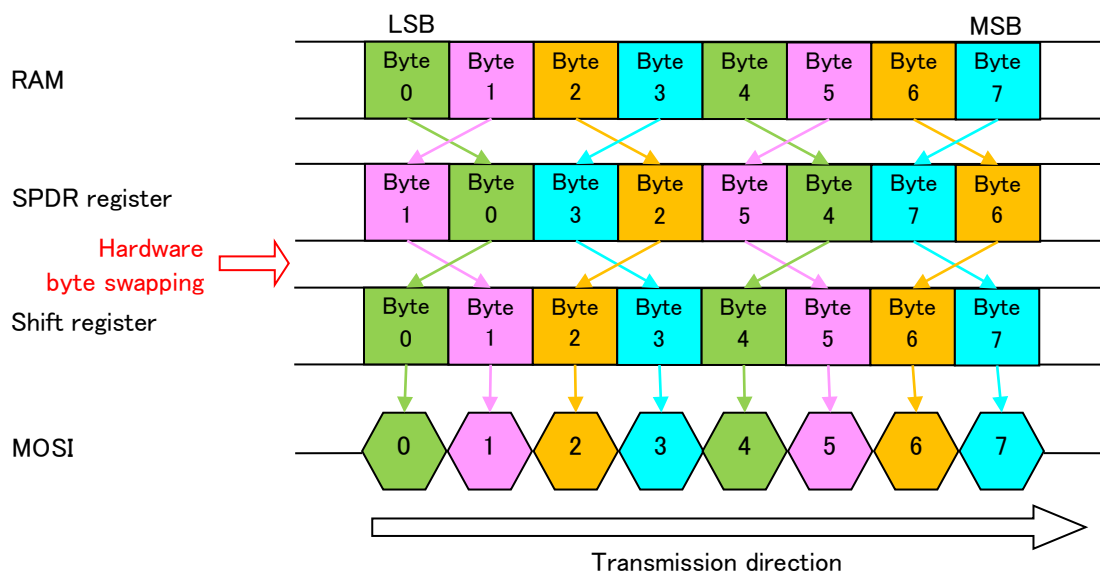 LSB MSB
RAM
Byte Byte Byte Byte Byte Byte Byte Byte
0 1 2 3 4 5 6 7
SPDR register
Byte Byte Byte Byte Byte Byte Byte Byte
1 0 3 2 5 4 7 6
Hardware
byte swapping
Shift register
Byte Byte Byte Byte Byte Byte Byte Byte
0 1 2 3 4 5 6 7
MOSI
0 1 2 3 4 5 6 7
Transmission direction